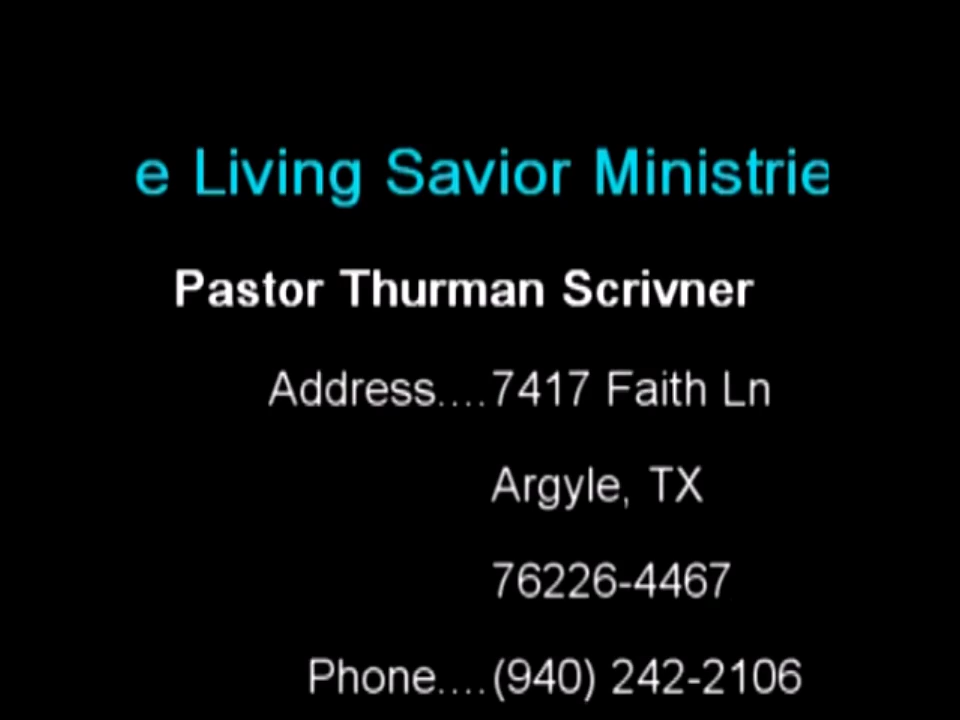 e Living Savior Ministrie
Pastor Thurman Scrivner
Address....7417 Faith Ln
Argyle, TX
76226-4467
Phone....(940) 242-2106